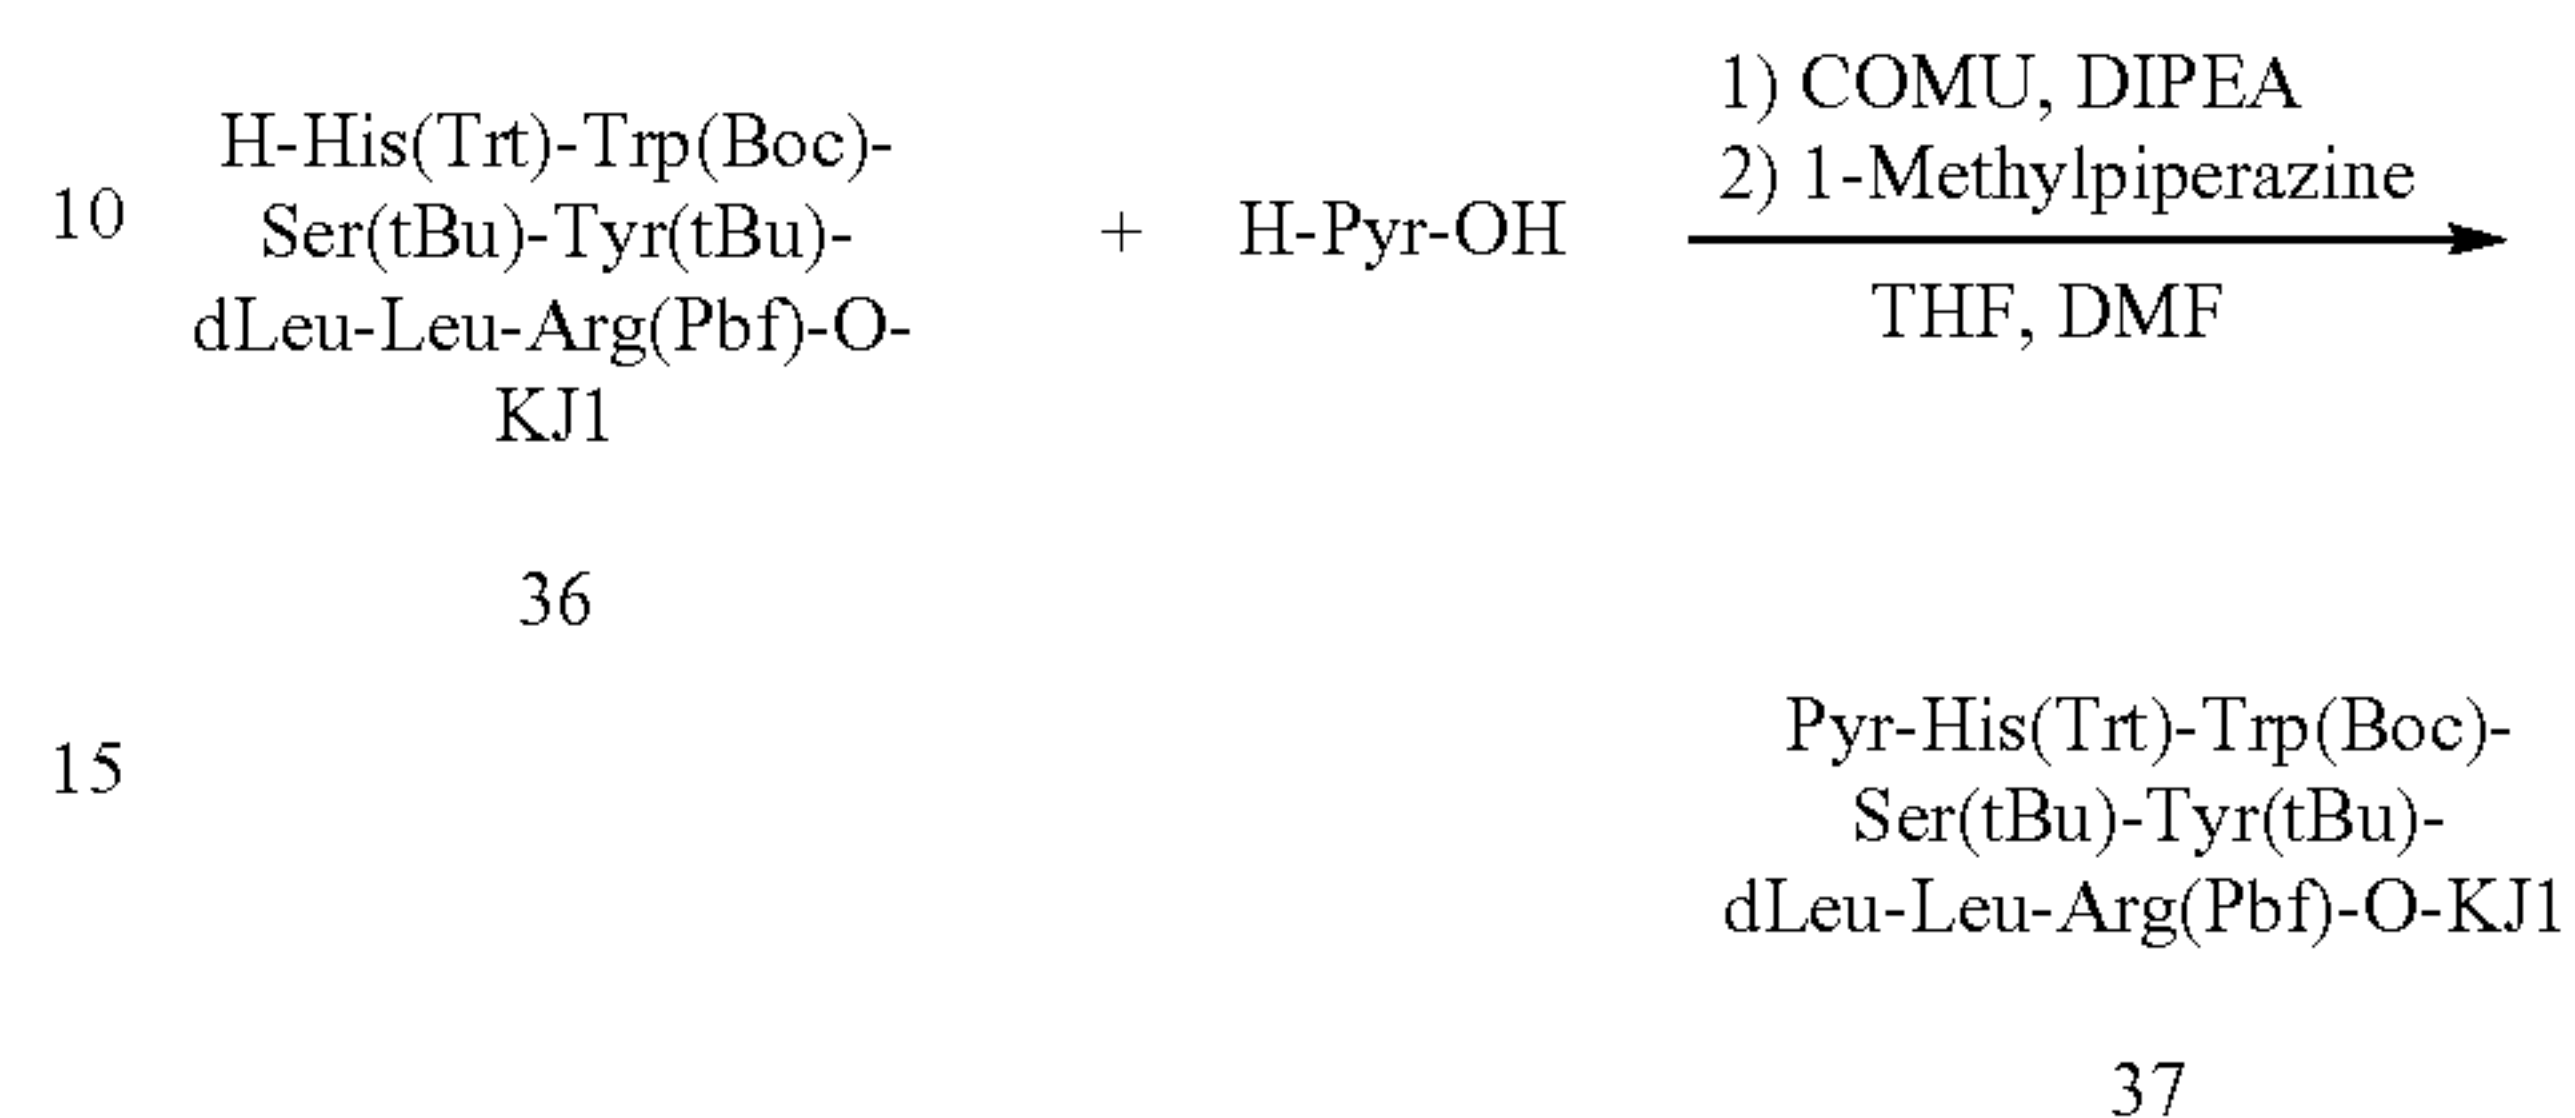 1) COMU, DIPEA
2) 1-Methylpiperazine
THF, DMF
10
H-His(Trt)-Trp(Boc)-
Ser(tBu)-Tyr(tBu)-
dLeu-Leu-Arg(Pbf)-O-
KJ1
+
H-Pyr-OH
36
15
Pyr-His(Trt)-Trp(Boc)-
Ser(tBu)-Tyr(tBu)-
dLeu-Leu-Arg(Pbf)-O-KJ1
37